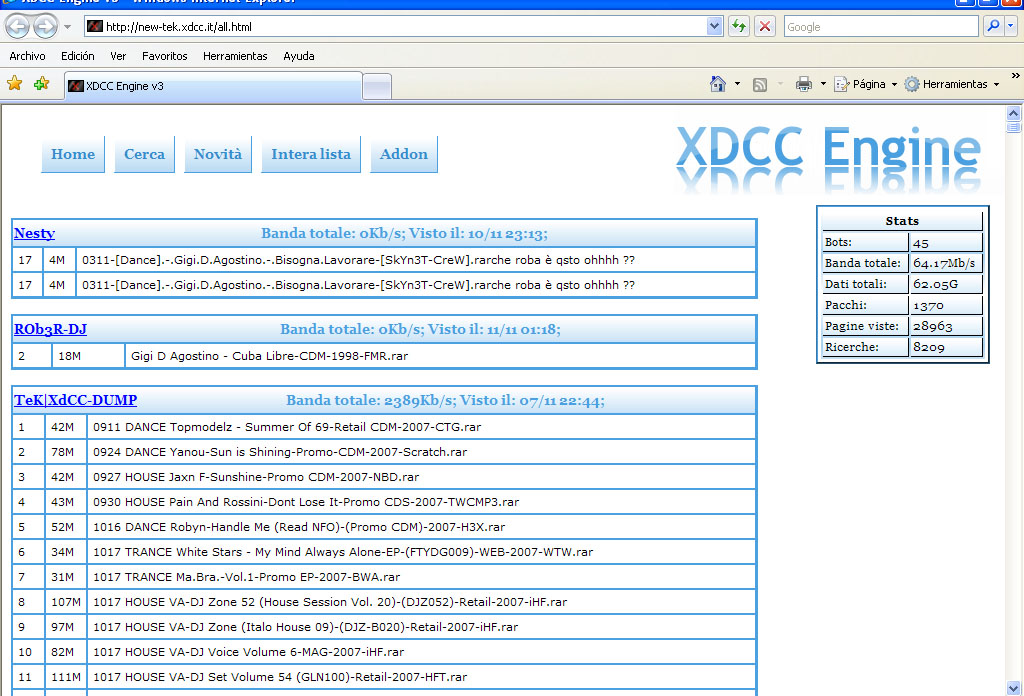 XDCC Engine v3 - Windows Internet Explorer
http://new-tek.xdcc.it/all.html
Google
Archivo Edición Ver Favoritos Herramientas Ayuda
XDCC Engine v3
Página Herramientas »
Home Cerca Novità Intera lista Addon
XDCC Engine
Nesty Banda totale: 0Kb/s; Visto il: 10/11 23:13;
17 4M 0311-[Dance].-.Gigi.D.Agostino.-.Bisogna.Lavorare-[SkYn3T-CreW].rarche roba è qsto ohhhh ??
17 4M 0311-[Dance].-.Gigi.D.Agostino.-.Bisogna.Lavorare-[SkYn3T-CreW].rarche roba è qsto ohhhh ??
ROb3R-DJ Banda totale: 0Kb/s; Visto il: 11/11 01:18;
2 18M Gigi D Agostino - Cuba Libre-CDM-1998-FMR.rar
TeK|XdCC-DUMP Banda totale: 2389Kb/s; Visto il: 07/11 22:44;
1 42M 0911 DANCE Topmodelz - Summer Of 69-Retail CDM-2007-CTG.rar
2 78M 0924 DANCE Yanou-Sun is Shining-Promo-CDM-2007-Scratch.rar
3 42M 0927 HOUSE Jaxn F-Sunshine-Promo CDM-2007-NBD.rar
4 43M 0930 HOUSE Pain And Rossini-Dont Lose It-Promo CDS-2007-TWCMP3.rar
5 52M 1016 DANCE Robyn-Handle Me (Read NFO)-(Promo CDM)-2007-H3X.rar
6 34M 1017 TRANCE White Stars - My Mind Always Alone-EP-(FTYDG009)-WEB-2007-WTW.rar
7 31M 1017 TRANCE Ma.Bra.-Vol.1-Promo EP-2007-BWA.rar
8 107M 1017 HOUSE VA-DJ Zone 52 (House Session Vol. 20)-(DJZ052)-Retail-2007-iHF.rar
9 97M 1017 HOUSE VA-DJ Zone (Italo House 09)-(DJZ-B020)-Retail-2007-iHF.rar
10 82M 1017 HOUSE VA-DJ Voice Volume 6-MAG-2007-iHF.rar
11 111M 1017 HOUSE VA-DJ Set Volume 54 (GLN100)-Retail-2007-HFT.rar
Stats
Bots: 45
Banda totale: 64.17Mb/s
Dati totali: 62.05G
Pacchi: 1370
Pagine viste: 28963
Ricerche: 8209